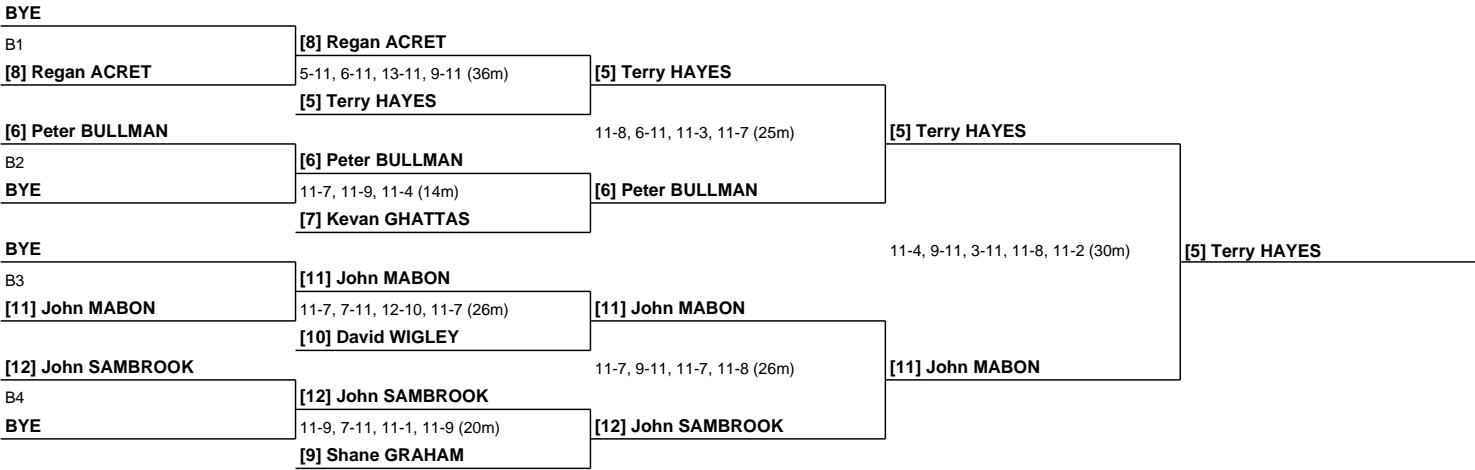 BYE
B1
[8] Regan ACRET
[8] Regan ACRET
5-11, 6-11, 13-11, 9-11 (36m)
[5] Terry HAYES
[5] Terry HAYES
[6] Peter BULLMAN
B2
BYE
[6] Peter BULLMAN
11-7, 11-9, 11-4 (14m)
[7] Kevan GHATTAS
[6] Peter BULLMAN
11-8, 6-11, 11-3, 11-7 (25m)
[5] Terry HAYES
BYE
B3
[11] John MABON
[11] John MABON
11-7, 7-11, 12-10, 11-7 (26m)
[10] David WIGLEY
[11] John MABON
[12] John SAMBROOK
B4
BYE
[12] John SAMBROOK
11-9, 7-11, 11-1, 11-9 (20m)
[9] Shane GRAHAM
[12] John SAMBROOK
11-7, 9-11, 11-7, 11-8 (26m)
[11] John MABON
11-4, 9-11, 3-11, 11-8, 11-2 (30m)
[5] Terry HAYES